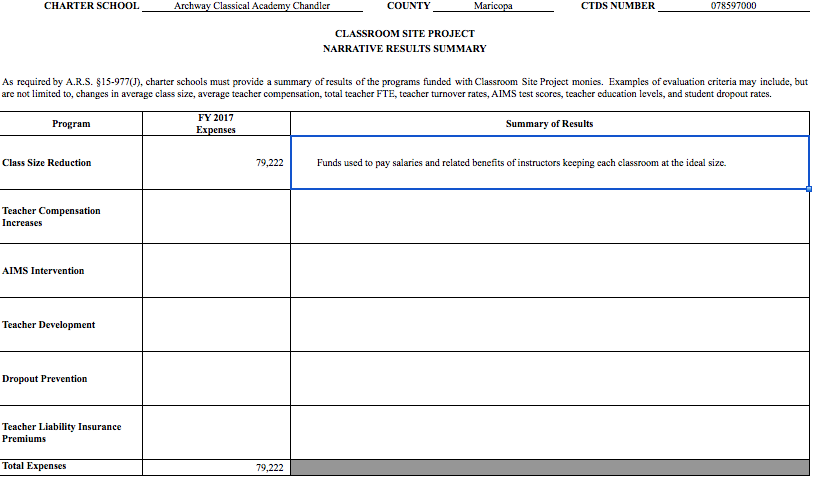 CHARTER SCHOOL Archway Classical Academy Chandler COUNTY Maricopa CTDS NUMBER 078597000
CLASSROOM SITE PROJECT
NARRATIVE RESULTS SUMMARY
As required by A.R.S. §15-977(J), charter schools must provide a summary of results of the programs funded with Classroom Site Project monies. Examples of evaluation criteria may include, but
are not limited to, changes in average class size, average teacher compensation, total teacher FTE, teacher turnover rates, AIMS test scores, teacher education levels, and student dropout rates.
Program
FY 2017
Expenses
Summary of Results
Class Size Reduction 79,222 Funds used to pay salaries and related benefits of instructors keeping each classroom at the ideal size.
Teacher Compensation
Increases
AIMS Intervention
Teacher Development
Dropout Prevention
Teacher Liability Insurance
Premiums
Total Expenses 79,222